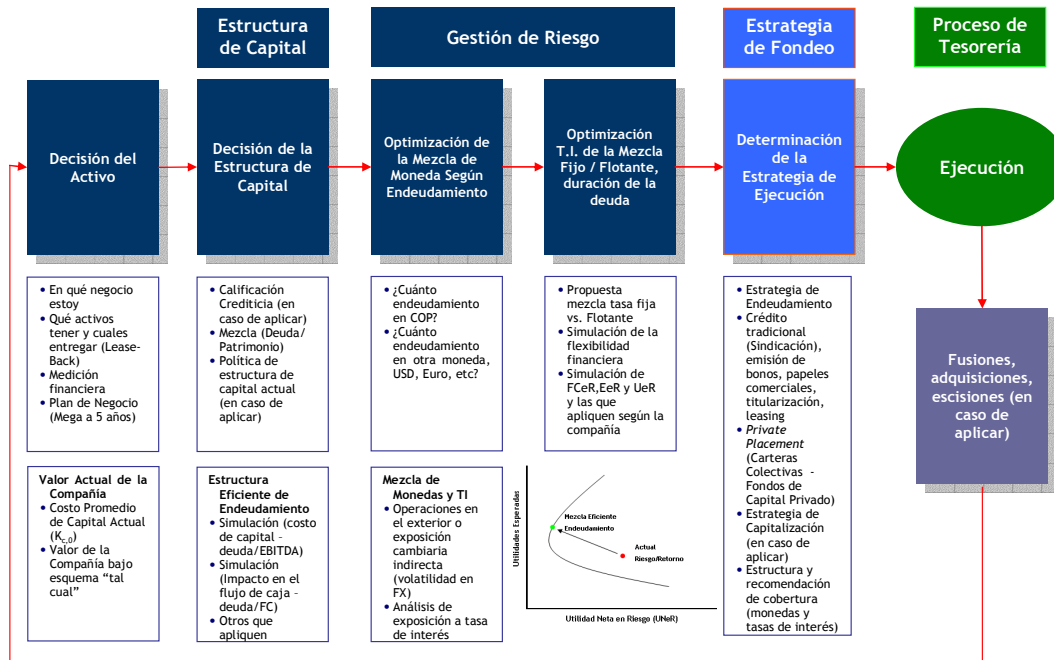 Estructura
de Capital
Gestión de Riesgo
Estrategia
de Fondeo
Proceso de
Tesorería
Decisión del
Activo
Decisión de la
Estructura de
Capital
Optimización de
la Mezcla de
Moneda Según
Endeudamiento
Optimización
T.I. de la Mezcla
Fijo / Flotante,
duración de la
deuda
Determinación
de la
Estrategia de
Ejecución
Ejecución
• En qué negocio
estoy
• Qué activos
tener y cuales
entregar (Lease-
Back)
• Medición
financiera
• Plan de Negocio
(Mega a 5 años)
• Calificación
Crediticia (en
caso de aplicar)
• Mezcla (Deuda/
Patrimonio)
• Política de
estructura de
capital actual
(en caso de
aplicar)
• ¿Cuánto
endeudamiento
en COP?
• ¿Cuánto
endeudamiento
en otra moneda,
USD, Euro, etc?
• Propuesta
mezcla tasa fija
vs. Flotante
• Simulación de la
flexibilidad
financiera
• Simulación de
FCeR,EeR y UeR
y las que
apliquen según la
compañía
• Estrategia de
Endeudamiento
• Crédito
tradicional
(Sindicación),
emisión de
bonos, papeles
comerciales,
titularización,
leasing
• Private
Placement
(Carteras
Colectivas -
Fondos de
Capital Privado)
• Estrategia de
Capitalización
(en caso de
aplicar)
• Estructura y
recomendación
de cobertura
(monedas y
tasas de interés)
Fusiones,
adquisiciones,
escisiones (en
caso de
aplicar)
Valor Actual de la
Compañía
• Costo Promedio
de Capital Actual
(Kc,0)
• Valor de la
Compañía bajo
esquema “tal
cual”
Estructura
Eficiente de
Endeudamiento
• Simulación (costo
de capital –
deuda/EBITDA)
• Simulación
(Impacto en el
flujo de caja –
deuda/FC)
• Otros que
apliquen
Mezcla de
Monedas y TI
• Operaciones en
el exterior o
exposición
cambiaria
indirecta
(volatilidad en
FX)
• Análisis de
exposición a tasa
de interés
Utilidades Esperadas
Mezcla Eficiente
Endeudamiento
Actual
Riesgo/Retorno
Utilidad Neta en Riesgo (UNeR)